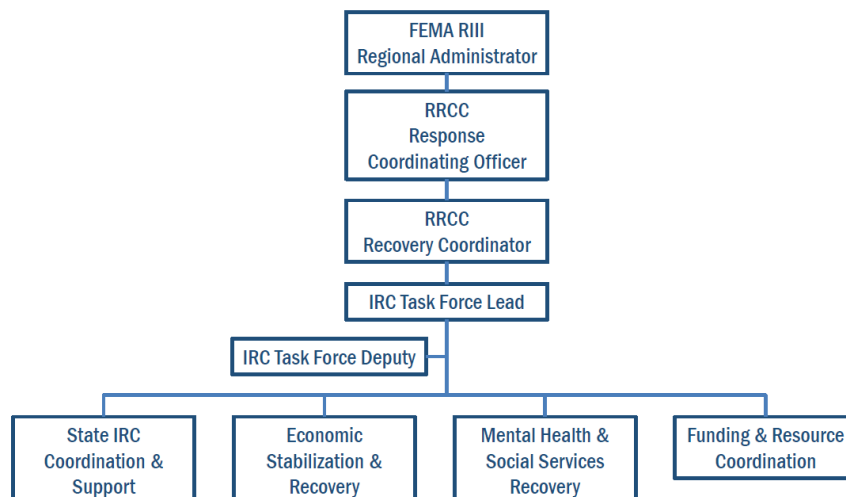 FEMA RIII
Regional Administrator
RRCC
Response
Coordinating Officer
RRCC
Recovery Coordinator
IRC Task Force Lead
IRC Task Force Deputy
State IRC
Coordination &
Support
Economic
Stabilization &
Recovery
Mental Health &
Social Services
Recovery
Funding & Resource
Coordination